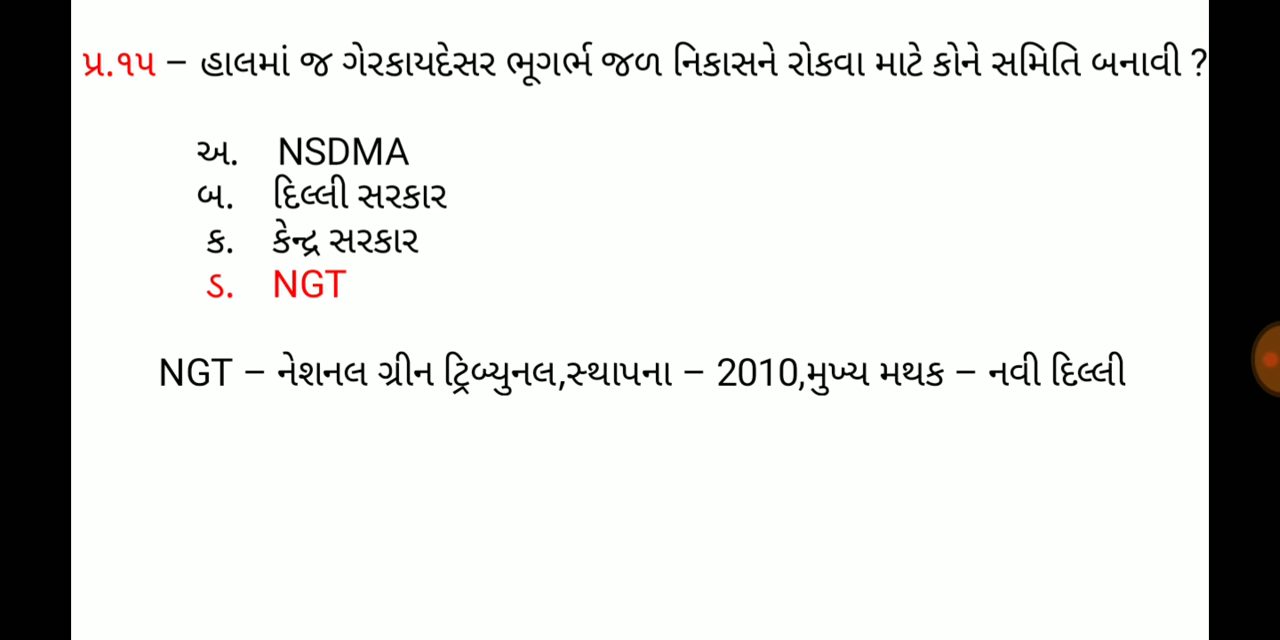 પ્ર.૧૫ – હાલમાં જ ગેરકાયદેસર ભૂગર્ભ જળ નિકાસને રોકવા માટે કોને સમિતિ બનાવી ?
અ. NSDMA
બ. દિલ્લી સરકાર
ક. કેન્દ્ર સરકાર
ડ. NGT
NGT – નેશનલ ગ્રીન ટ્રિબ્યુનલ,સ્થાપના – 2010,મુખ્ય મથક – નવી દિલ્લી